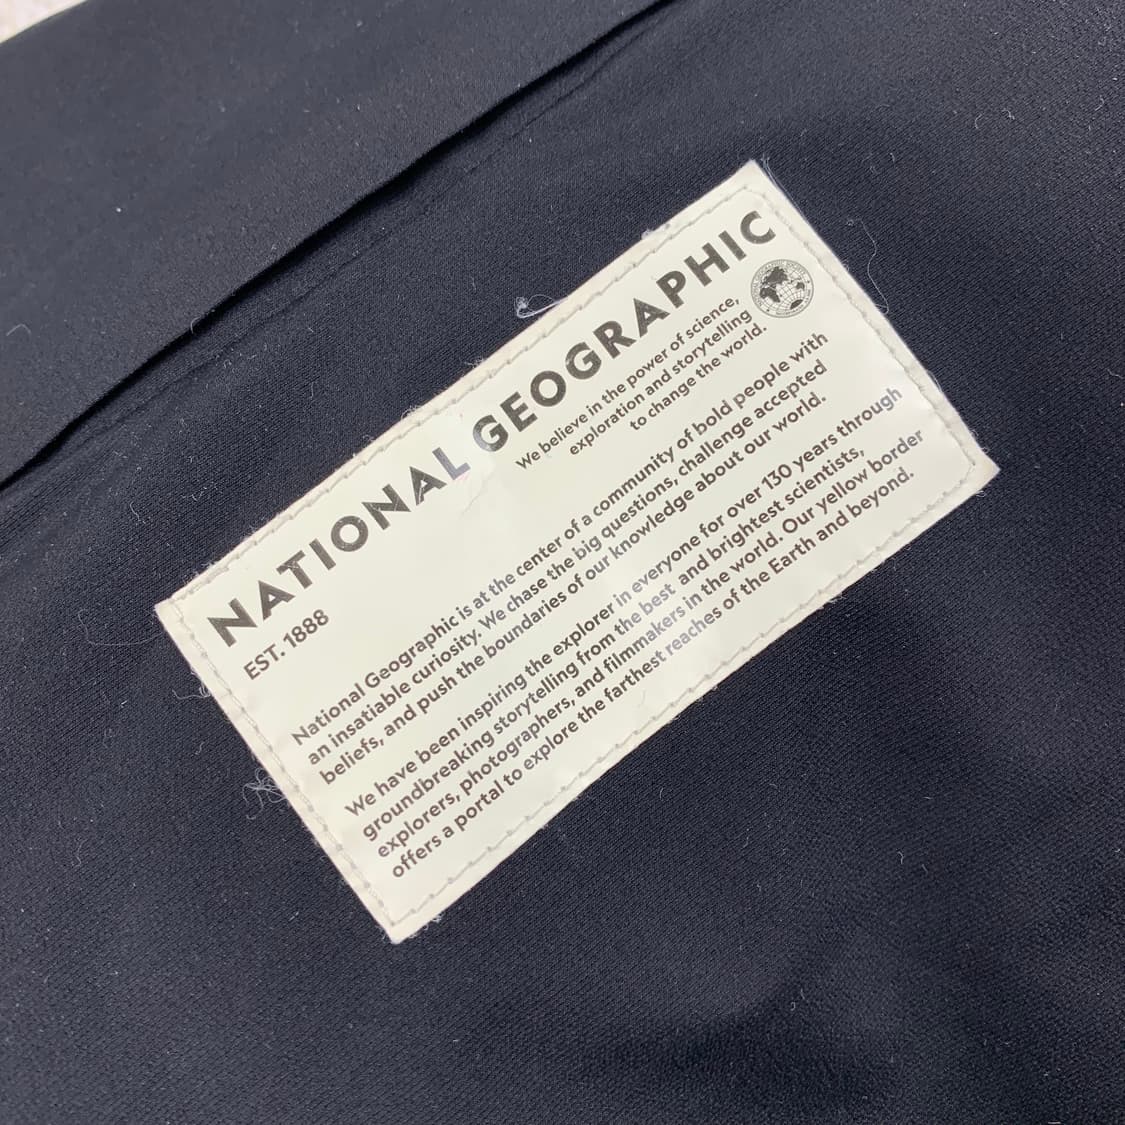 NATIONAL GEOGRAPHIC
EST. 1888
We believe in the power of science,
exploration and storytelling
to change the world.
National Geographic is at the center of a community of bold people with
an insatiable curiosity. We chase the big questions, challenge accepted
beliefs, and push the boundaries of our knowledge about our world.
We have been inspiring the explorer in everyone for over 130 years through
groundbreaking storytelling from the best and brightest scientists,
explorers, photographers, and filmmakers in the world. Our yellow border
offers a portal to explore the farthest reaches of the Earth and beyond.